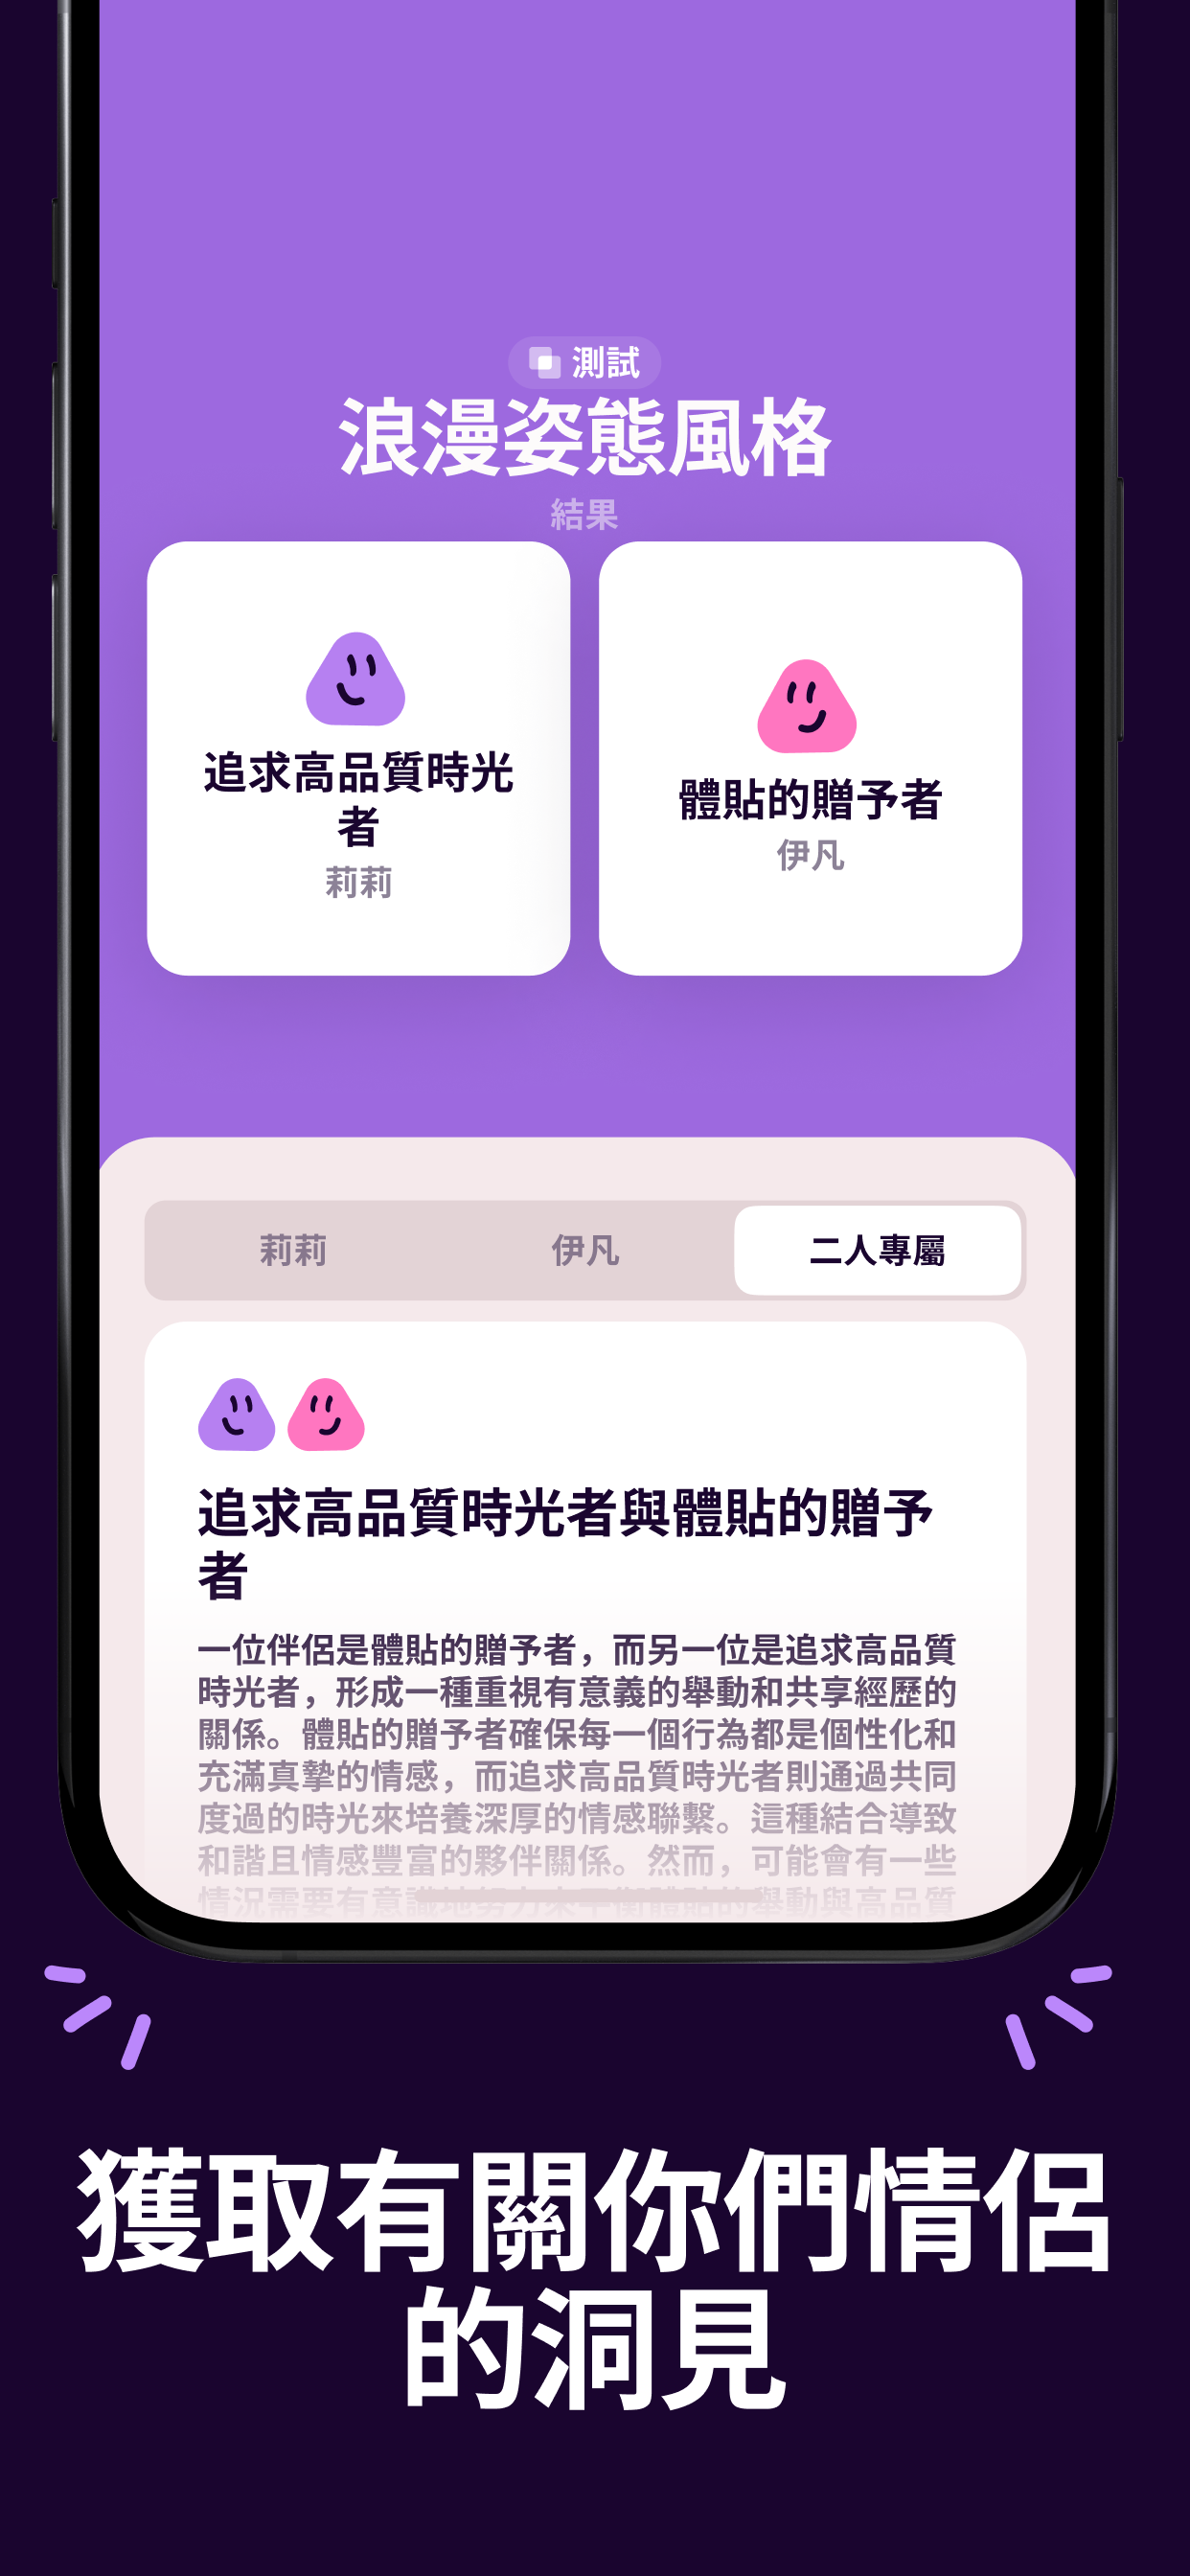 測試
浪漫姿態風格
結果
追求高品質時光
者
莉莉
體貼的贈予者
伊凡
莉莉
伊凡
二人專屬
追求高品質時光者與體貼的贈予
者
一位伴侶是體貼的贈予者，而另一位是追求高品質
時光者，形成一種重視有意義的舉動和共享經歷的
關係。體貼的贈予者確保每一個行為都是個性化和
充滿真摯的情感，而追求高品質時光者則通過共同
度過的時光來培養深厚的情感聯繫。這種結合導致
和諧且情感豐富的夥伴關係。然而，可能會有一些
情況需要有意識地努力來平衡體貼的舉動與高品質
獲取有關你們情侶
的洞見